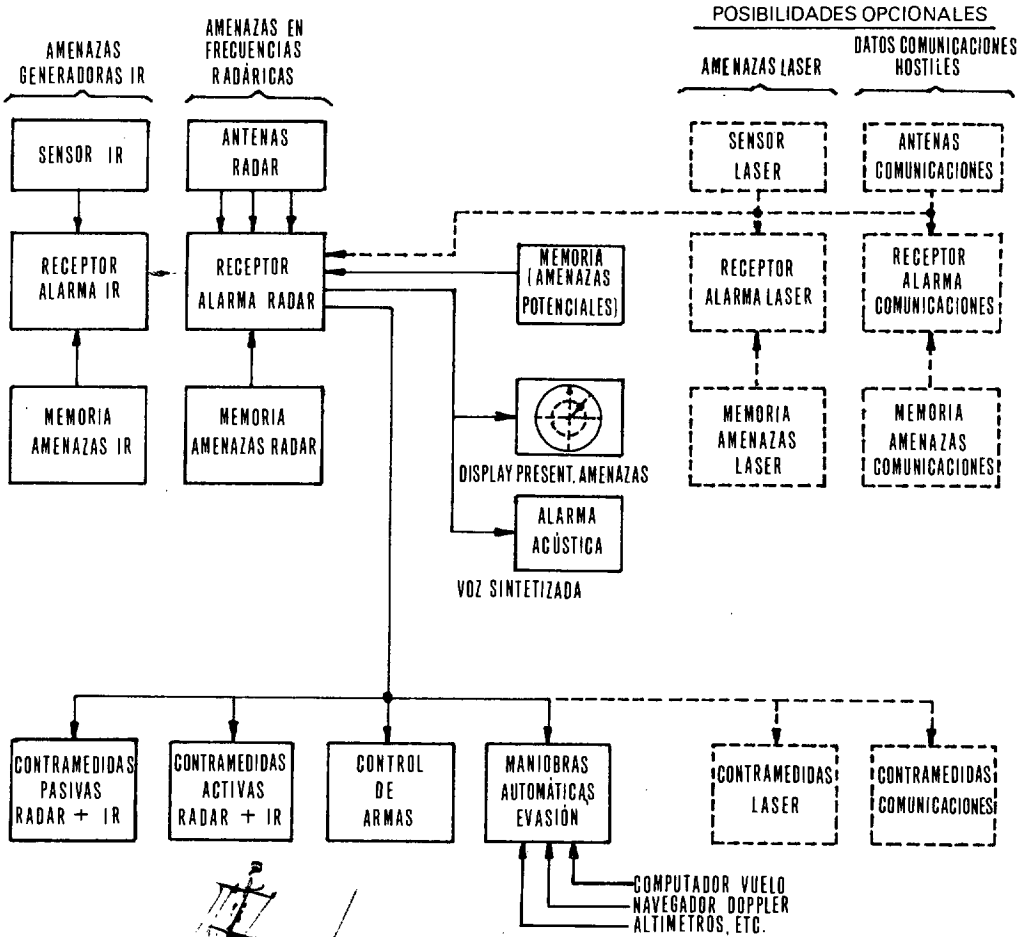 POSIBILIDADES OPCIONALES
AMENAZAS
GENERADORAS IR
AMENAZAS EN
FRECUENCIAS
RADÁRICAS
AMENAZAS LASER
DATOS COMUNICACIONES
HOSTILES
SENSOR IR
ANTENAS
RADAR
SENSOR
LASER
ANTENAS
COMUNICACIONES
RECEPTOR
ALARMA IR
RECEPTOR
ALARMA RADAR
MEMORIA
(AMENAZAS
POTENCIALES)
RECEPTOR
ALARMA LASER
RECEPTOR
ALARMA
COMUNICACIONES
MEMORIA
AMENAZAS IR
MEMORIA
AMENAZAS RADAR
DISPLAY PRESENT. AMENAZAS
MEMORIA
AMENAZAS
LASER
MEMORIA
AMENAZAS
COMUNICACIONES
ALARMA
ACÚSTICA
VOZ SINTETIZADA
CONTRAMEDIDAS
PASIVAS
RADAR + IR
CONTRAMEDIDAS
ACTIVAS
RADAR + IR
CONTROL
DE
ARMAS
MANIOBRAS
AUTOMÁTICAS
EVASIÓN
CONTRAMEDIDAS
LASER
CONTRAMEDIDAS
COMUNICACIONES
COMPUTADOR VUELO
NAVEGADOR DOPPLER
ALTIMETROS, ETC.